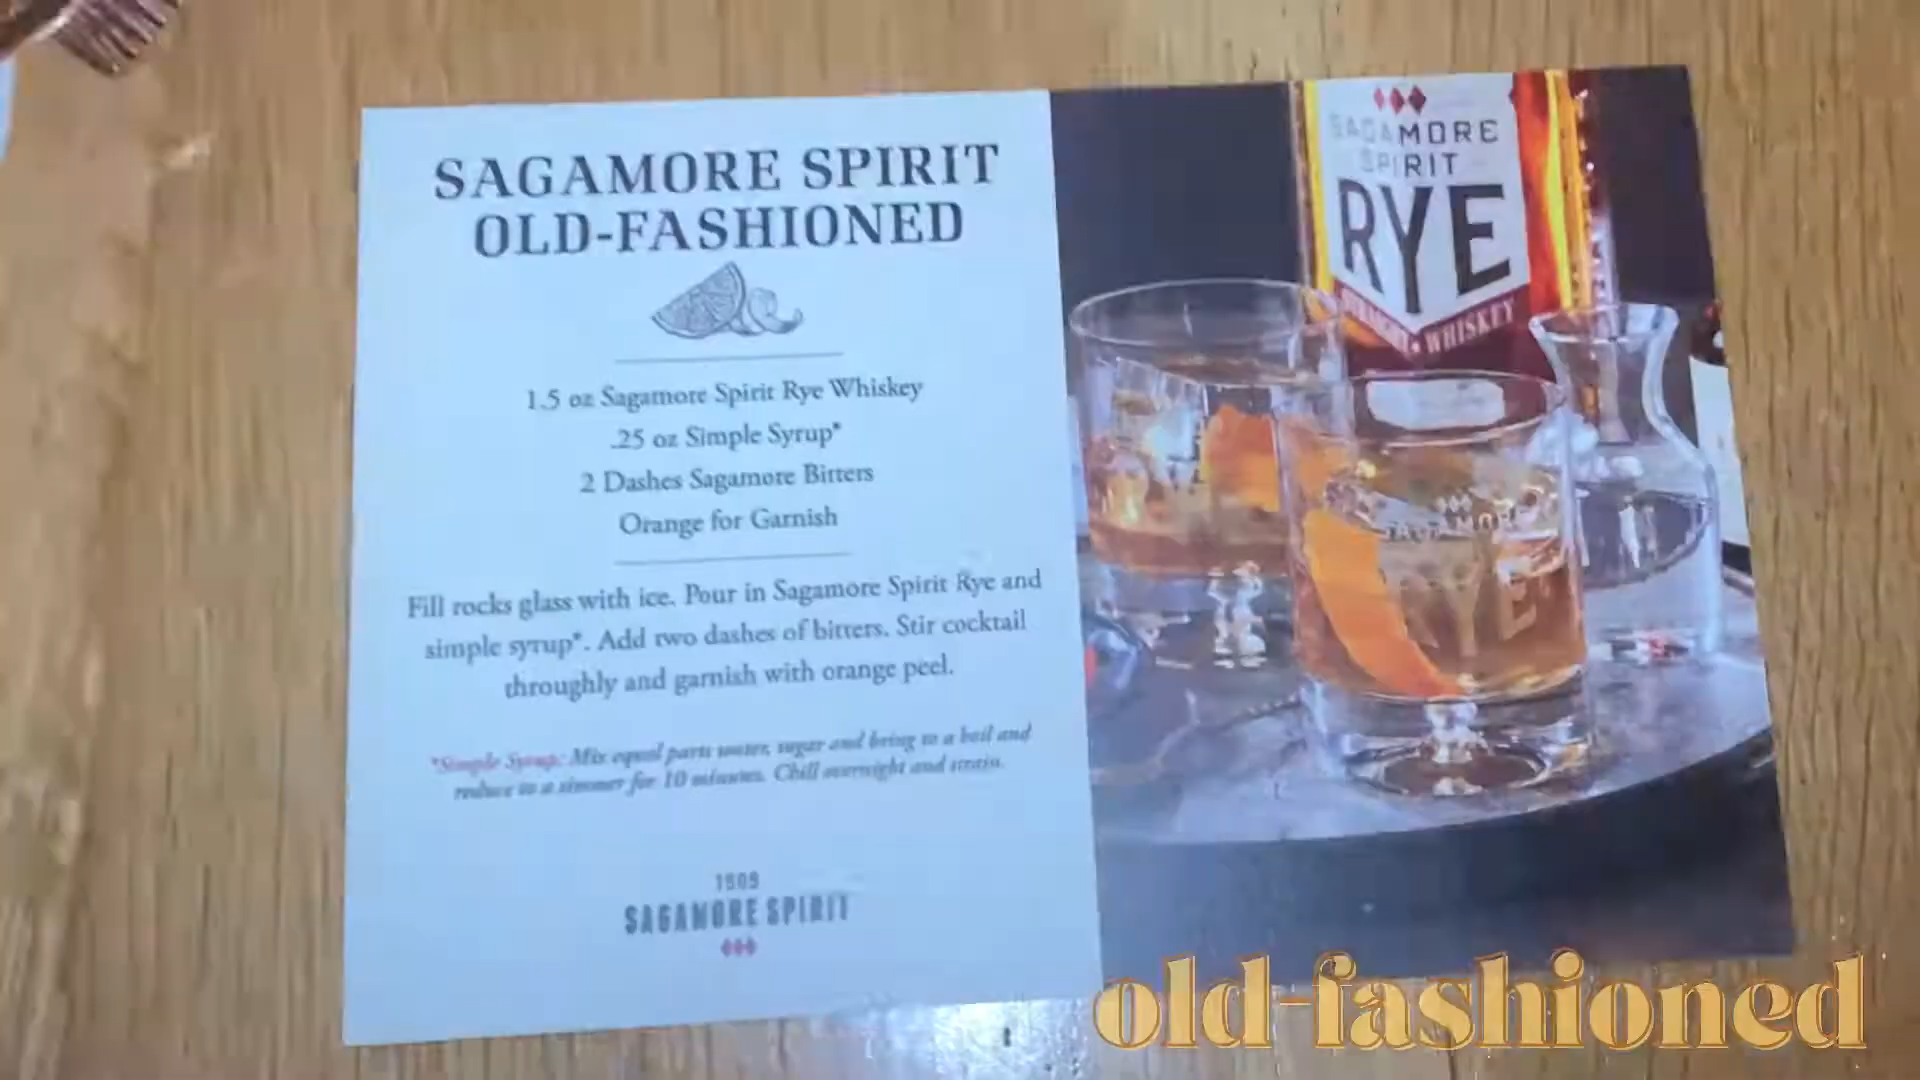 SAGAMORE SPIRIT
OLD-FASHIONED
1.5 oz Sagamore Spirit Rye Whiskey
.25 oz Simple Syrup*
2 Dashes Sagamore Bitters
Orange for Garnish
Fill rocks glass with ice. Pour in Sagamore Spirit Rye and
simple syrup*. Add two dashes of bitters. Stir cocktail
throughly and garnish with orange peel.
*Simple Syrup: Mix equal parts water, sugar and bring to a boil and
reduce to a simmer for 10 minutes. Chill overnight and strain.
1909
SAGAMORE SPIRIT
SAGAMORE
SPIRIT
RYE
STRAIGHT WHISKEY
SAGAMORE
RYE
old-fashioned